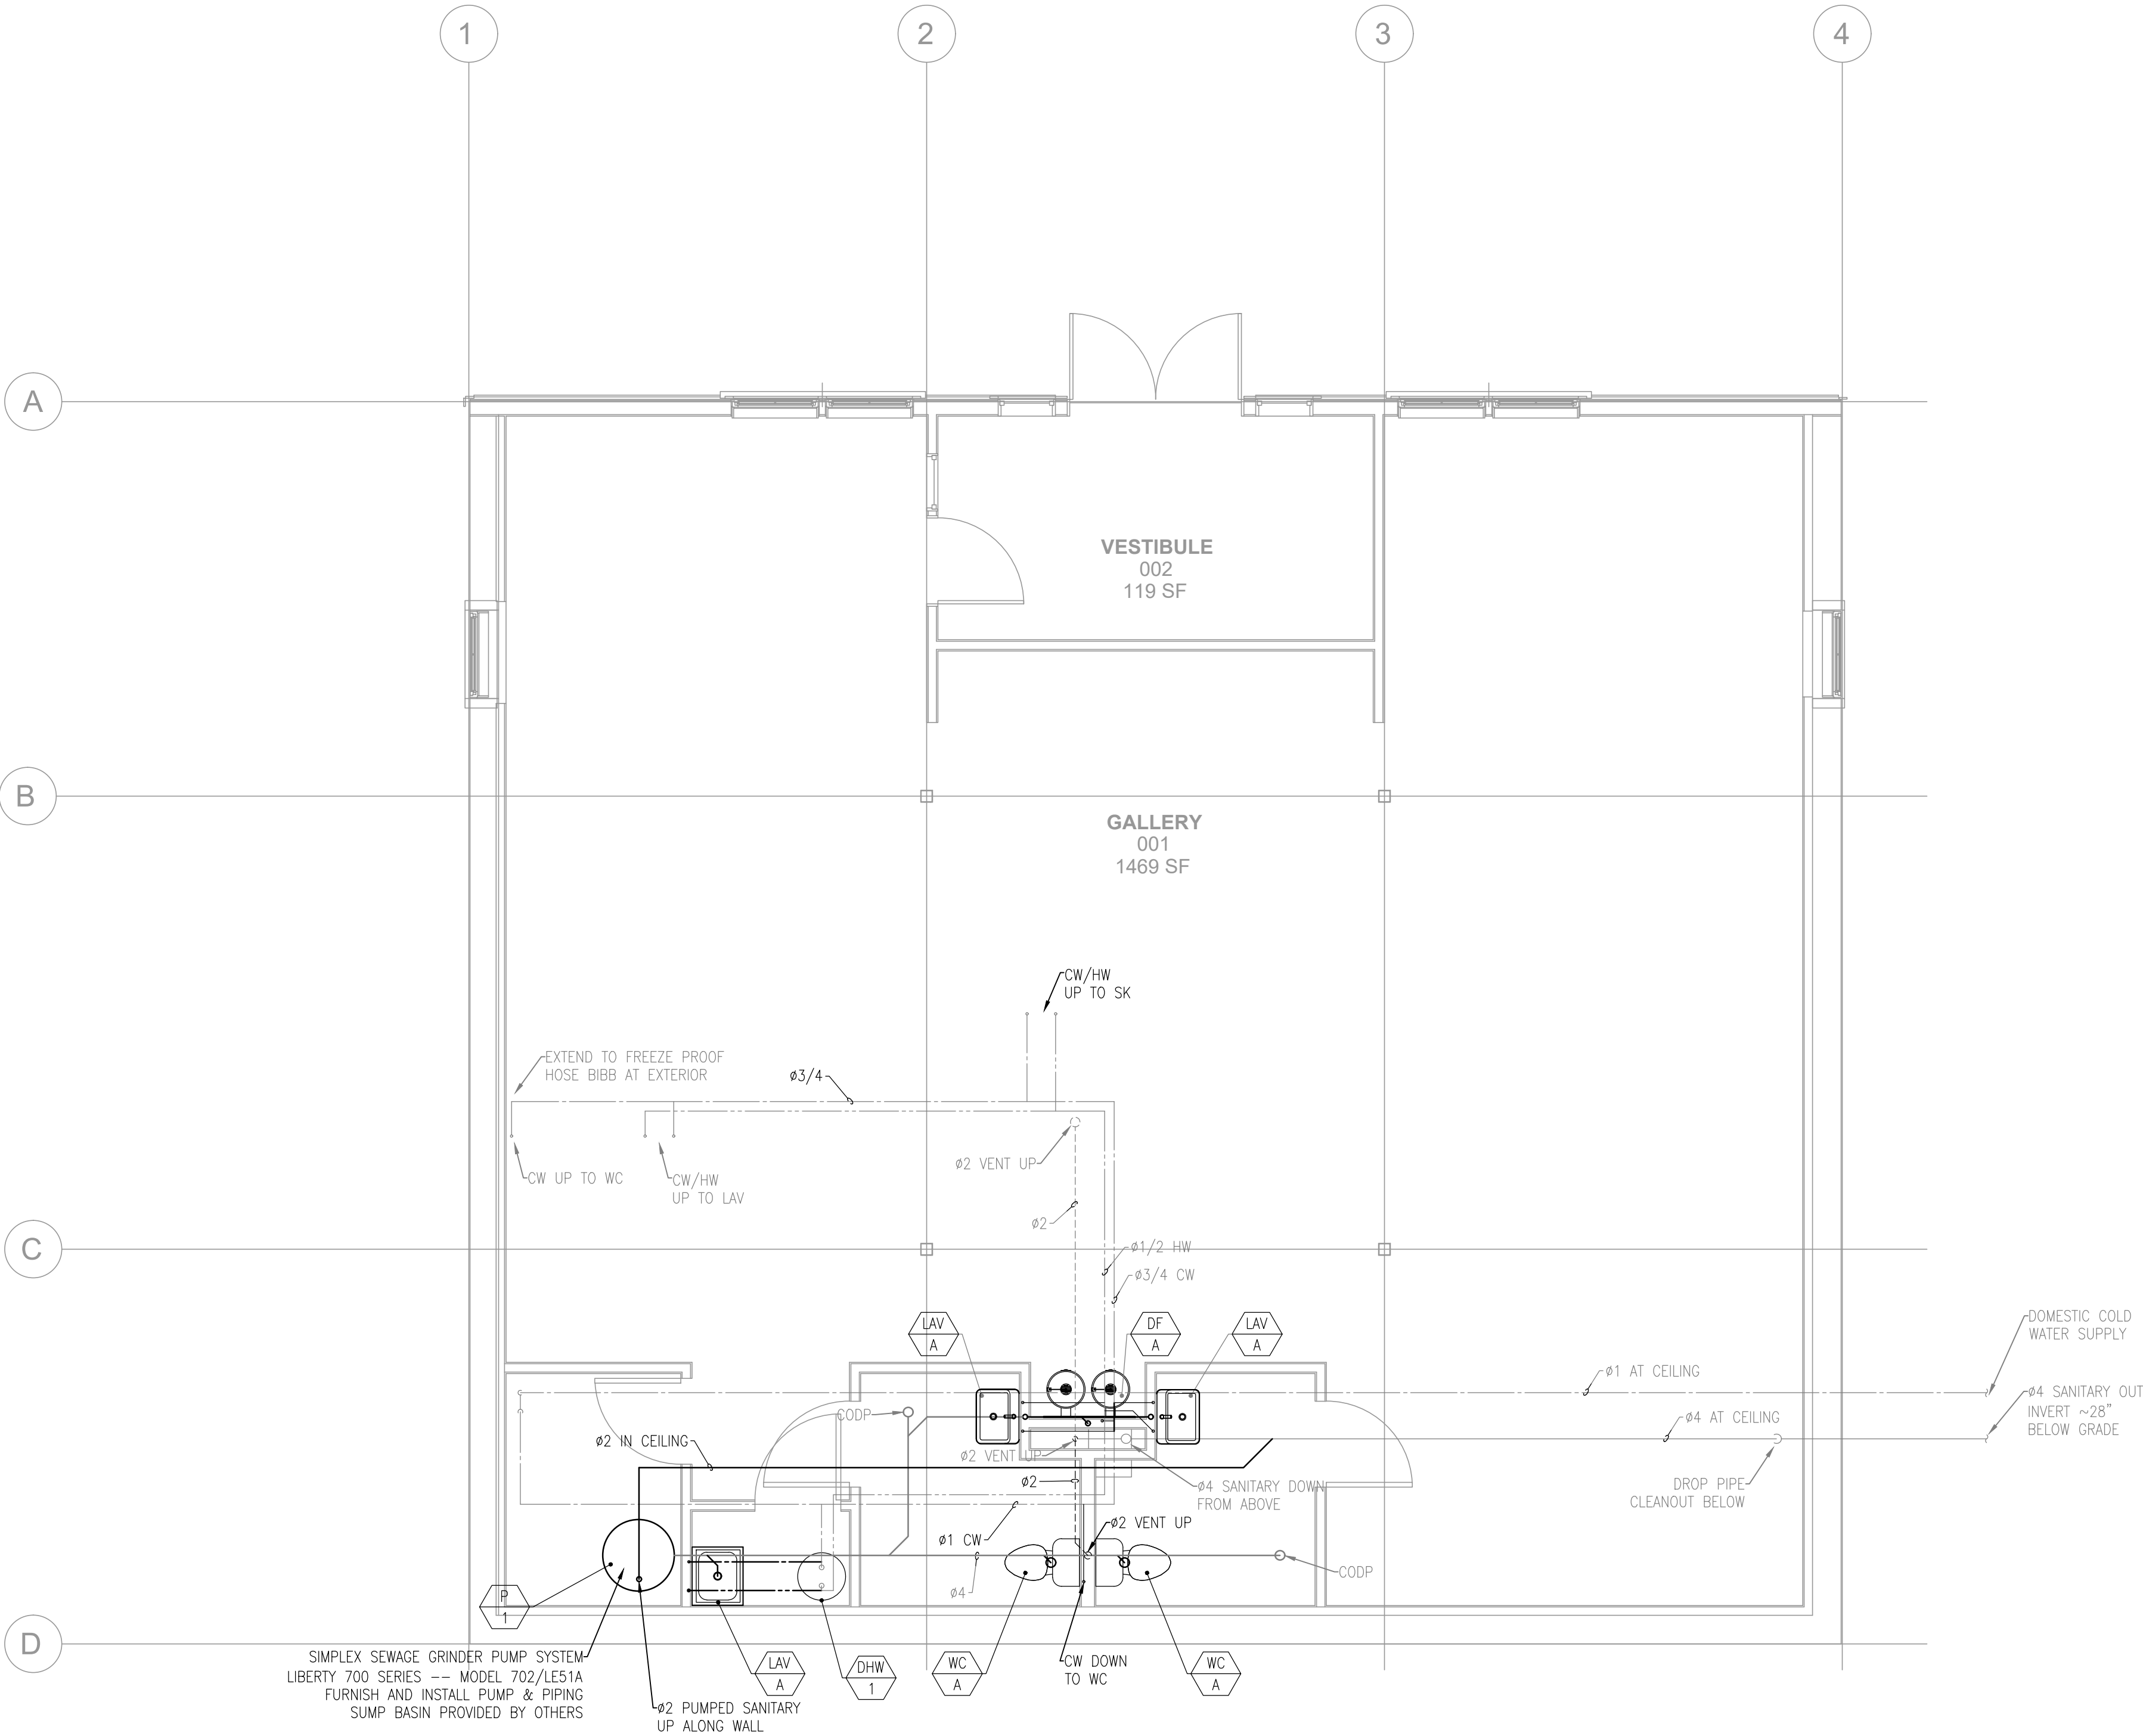 1
2
3
4
A
VESTIBULE
002
119 SF
B
GALLERY
001
1469 SF
CW/HW
UP TO SK
EXTEND TO FREEZE PROOF
HOSE BIBB AT EXTERIOR
ø3/4
ø2 VENT UP
CW UP TO WC
CW/HW
UP TO LAV
ø2
C
ø1/2 HW
ø3/4 CW
LAV
A
DF
A
LAV
A
DOMESTIC COLD
WATER SUPPLY
ø1 AT CEILING
ø4 SANITARY OUT
INVERT ~28"
BELOW GRADE
CODP
ø4 AT CEILING
ø2 IN CEILING
ø2 VENT UP
ø2
ø4 SANITARY DOWN
FROM ABOVE
DROP PIPE
CLEANOUT BELOW
ø1 CW
ø2 VENT UP
ø4
CODP
P
1
D
SIMPLEX SEWAGE GRINDER PUMP SYSTEM
LIBERTY 700 SERIES -- MODEL 702/LE51A
FURNISH AND INSTALL PUMP & PIPING
SUMP BASIN PROVIDED BY OTHERS
LAV
A
DHW
1
WC
A
CW DOWN
TO WC
WC
A
ø2 PUMPED SANITARY
UP ALONG WALL